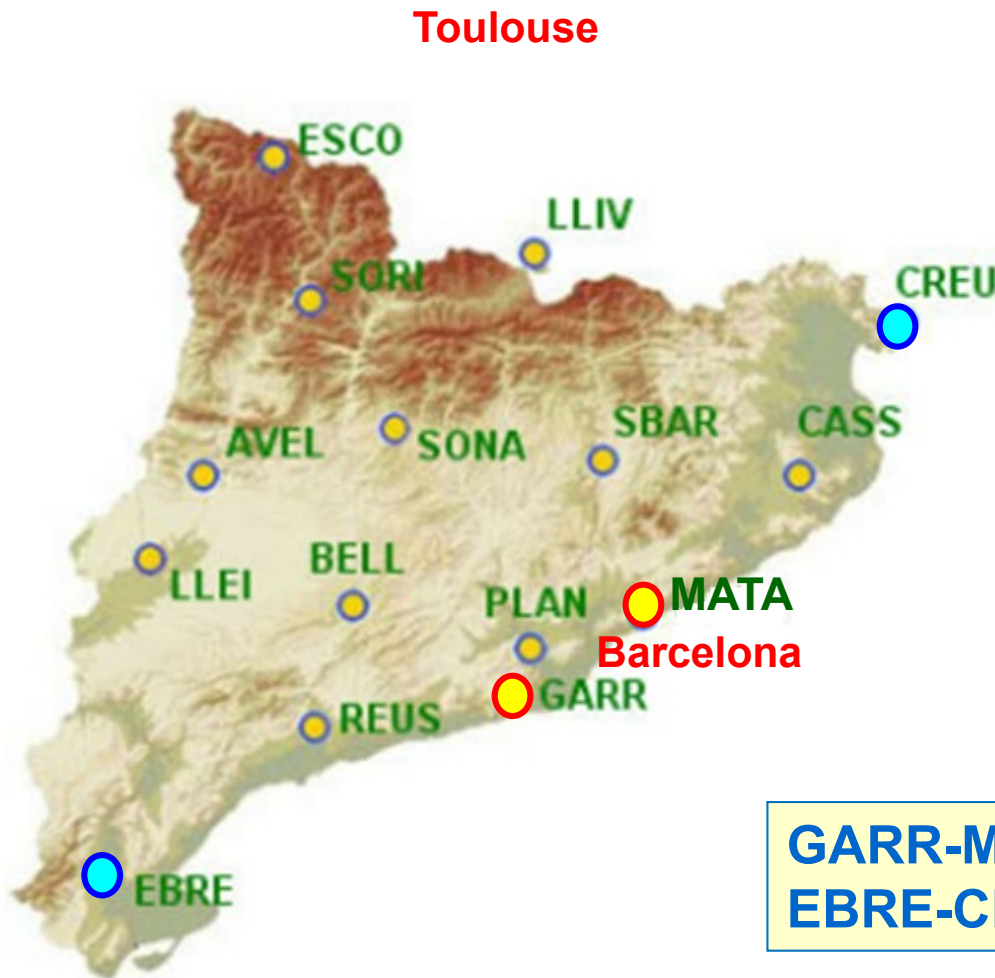 Toulouse
ESCO
LLIV
SORI
CREU
AVEL
SONA
SBAR
CASS
LLEI
BELL
PLAN
MATA
Barcelona
GARR
REUS
EBRE
GARR-M
EBRE-C